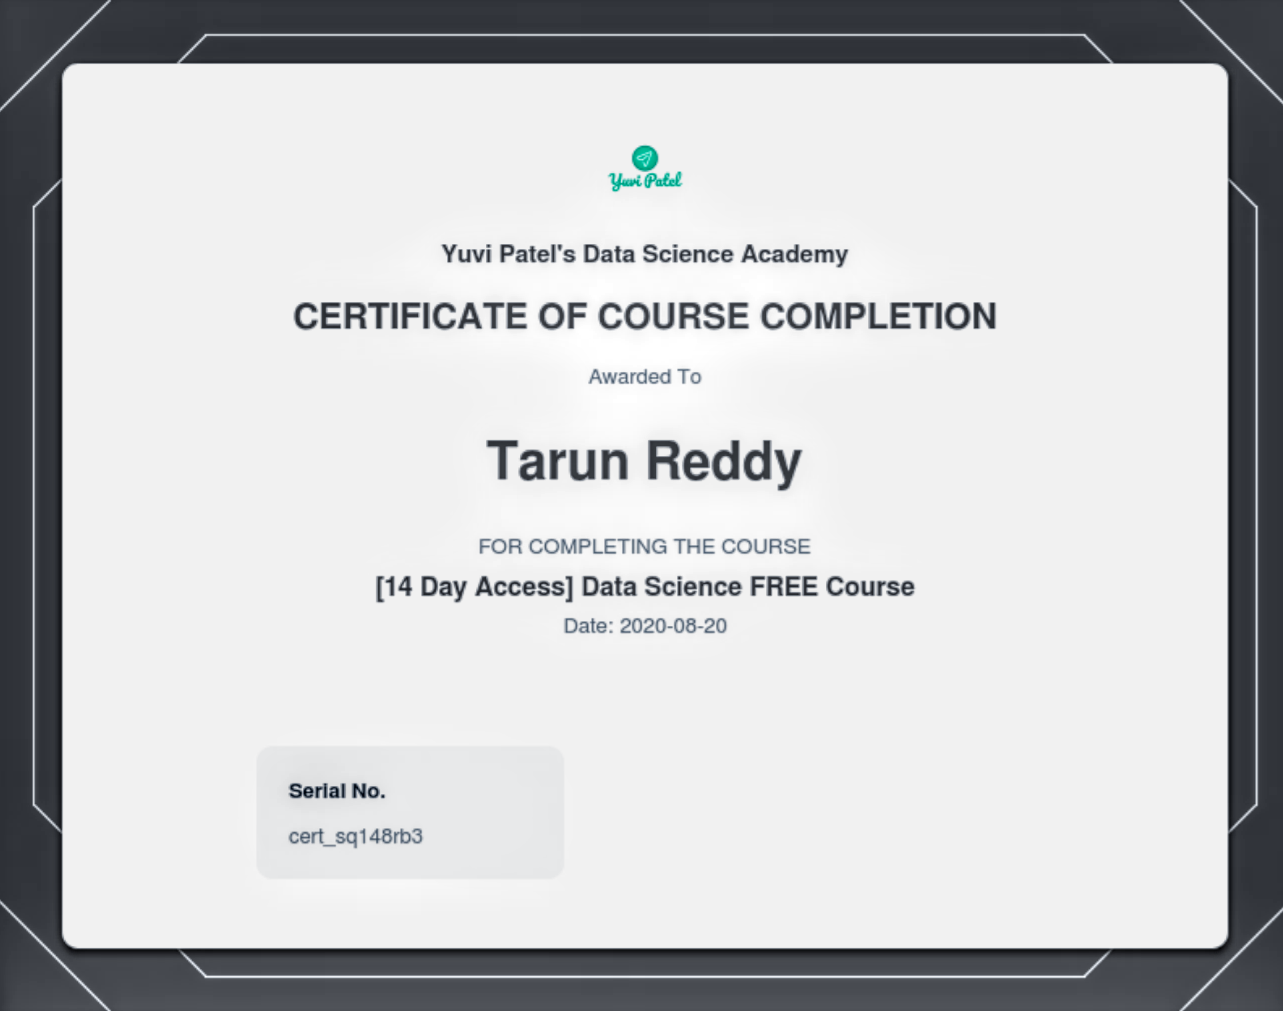 Yuvi Patel
Yuvi Patel's Data Science Academy
CERTIFICATE OF COURSE COMPLETION
Awarded To
Tarun Reddy
FOR COMPLETING THE COURSE
[14 Day Access] Data Science FREE Course
Date: 2020-08-20
Serial No.
cert_sq148rb3